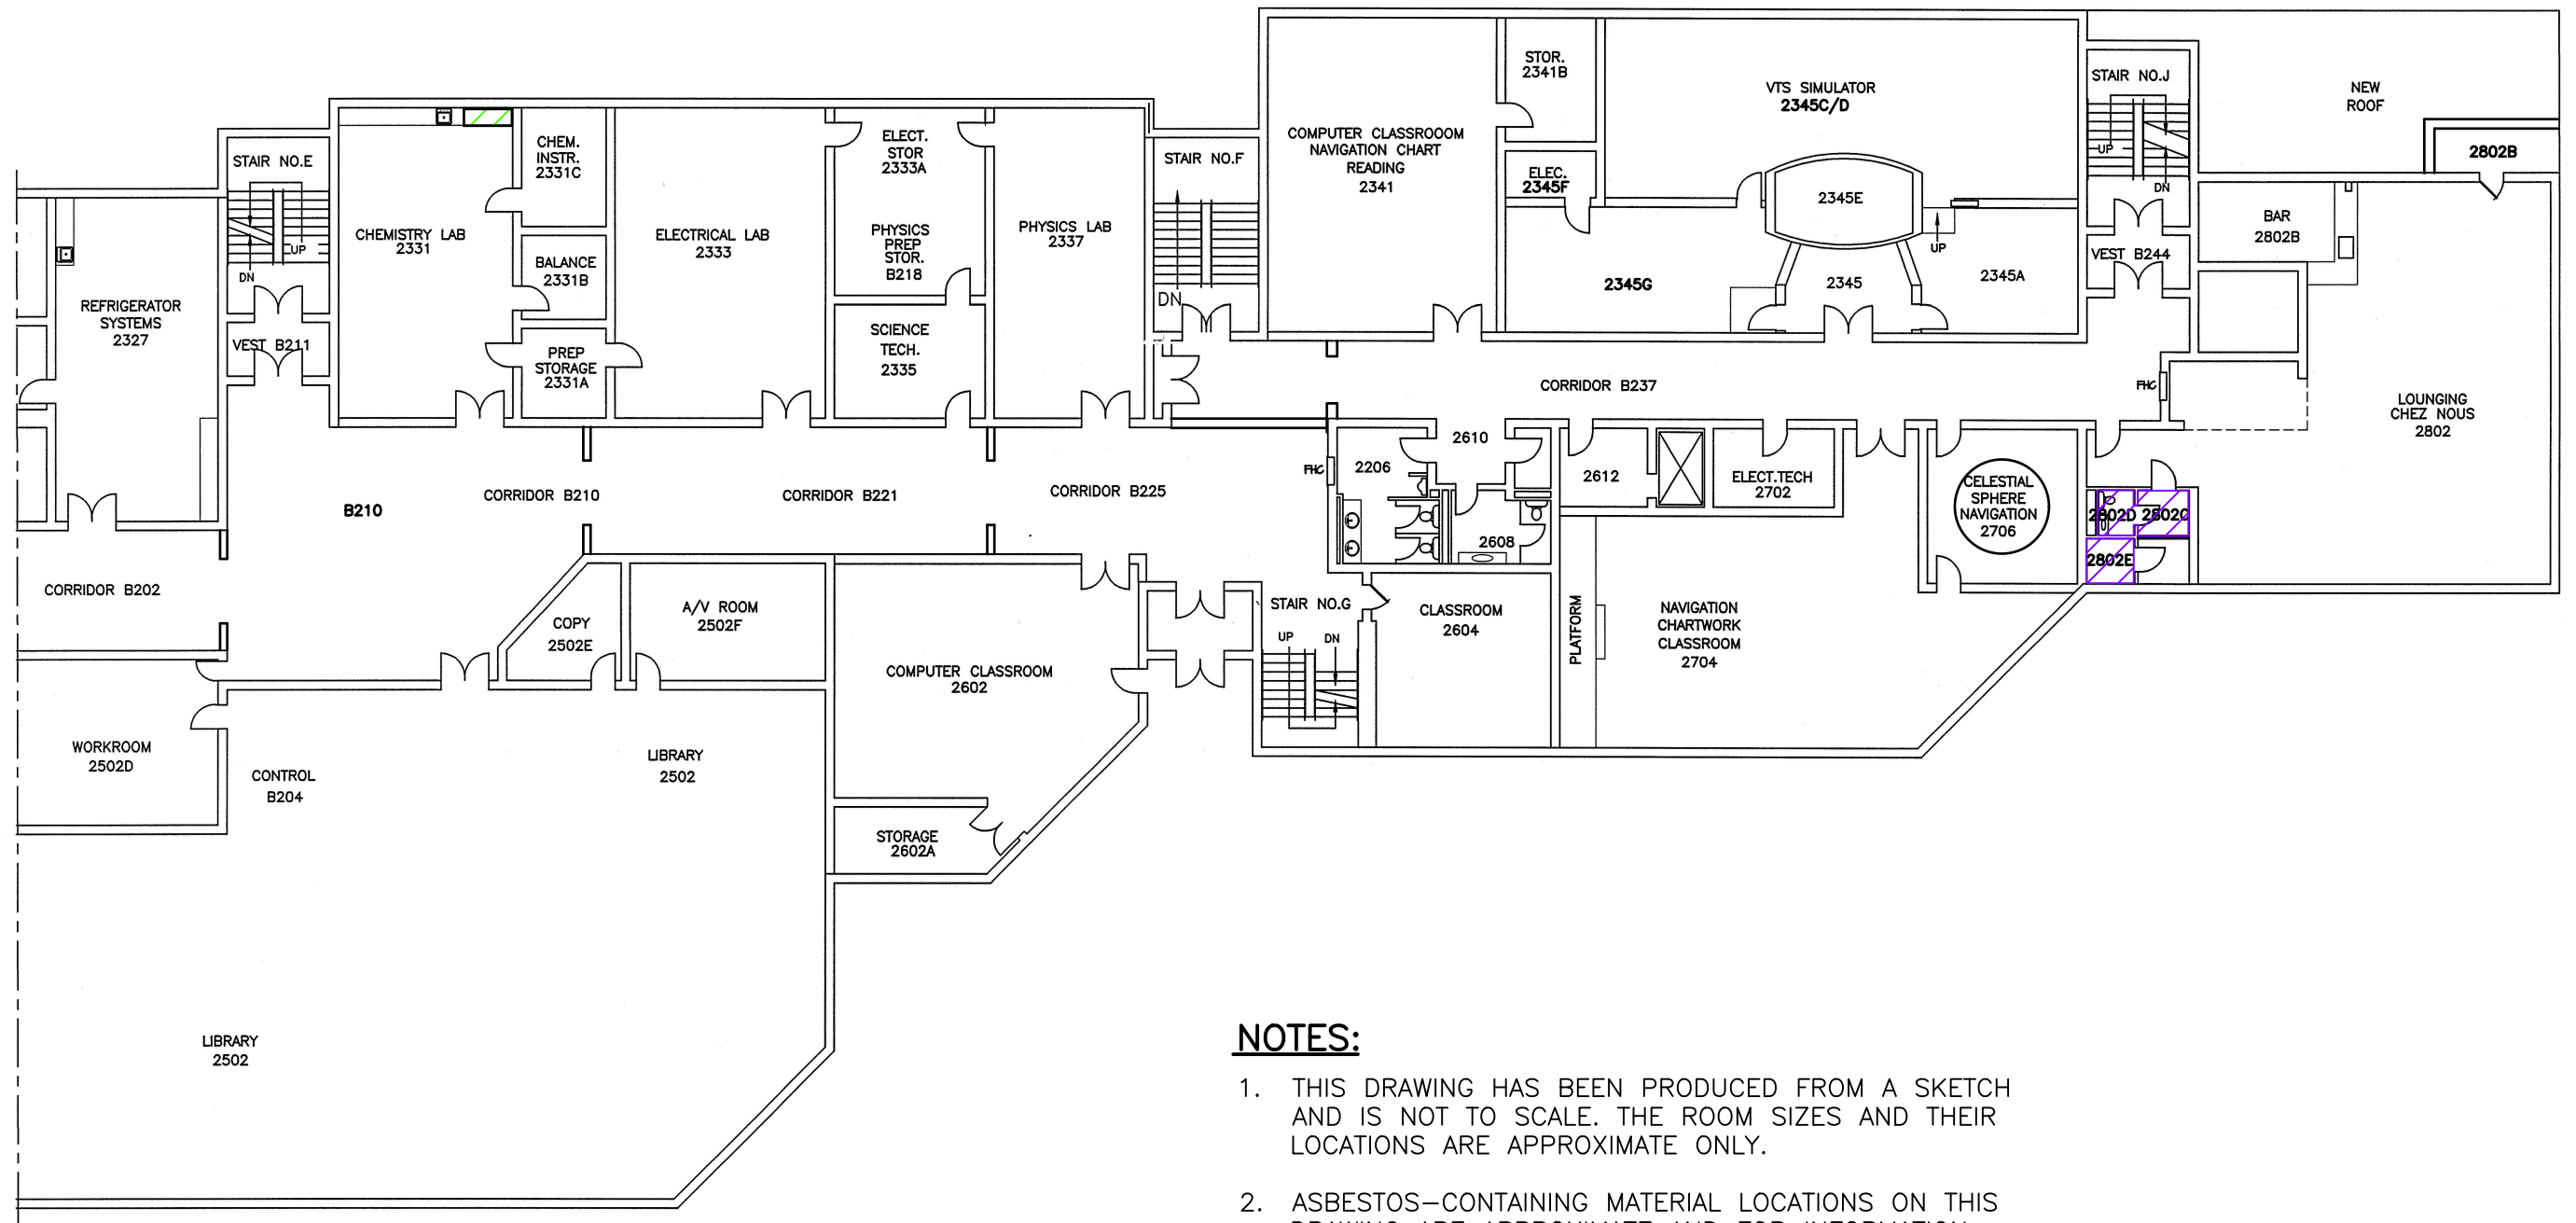 STAIR NO.E
UP
DN
VEST B211
REFRIGERATOR
SYSTEMS
2327
CHEMISTRY LAB
2331
CHEM.
INSTR.
2331C
BALANCE
2331B
PREP
STORAGE
2331A
ELECTRICAL LAB
2333
ELECT.
STOR
2333A
PHYSICS
PREP
STOR.
B218
SCIENCE
TECH.
2335
PHYSICS LAB
2337
STAIR NO.F
DN
COMPUTER CLASSROOOM
NAVIGATION CHART
READING
2341
STOR.
2341B
ELEC.
2345F
VTS SIMULATOR
2345C/D
2345E
UP
2345G
2345
2345A
STAIR NO.J
UP
DN
VEST B244
NEW
ROOF
2802B
BAR
2802B
LOUNGING
CHEZ NOUS
2802
CORRIDOR B237
FHC
CORRIDOR B202
B210
CORRIDOR B210
CORRIDOR B221
CORRIDOR B225
FHC
2206
2610
2608
2612
ELECT.TECH
2702
CELESTIAL
SPHERE
NAVIGATION
2706
2802D
2802C
2802E
COPY
2502E
A/V ROOM
2502F
COMPUTER CLASSROOM
2602
STORAGE
2602A
STAIR NO.G
UP
DN
CLASSROOM
2604
PLATFORM
NAVIGATION
CHARTWORK
CLASSROOM
2704
WORKROOM
2502D
CONTROL
B204
LIBRARY
2502
LIBRARY
2502
NOTES:
1. THIS DRAWING HAS BEEN PRODUCED FROM A SKETCH
AND IS NOT TO SCALE. THE ROOM SIZES AND THEIR
LOCATIONS ARE APPROXIMATE ONLY.
2. ASBESTOS-CONTAINING MATERIAL LOCATIONS ON THIS
DRAWING ARE APPROXIMATE AND FOR INFORMATION